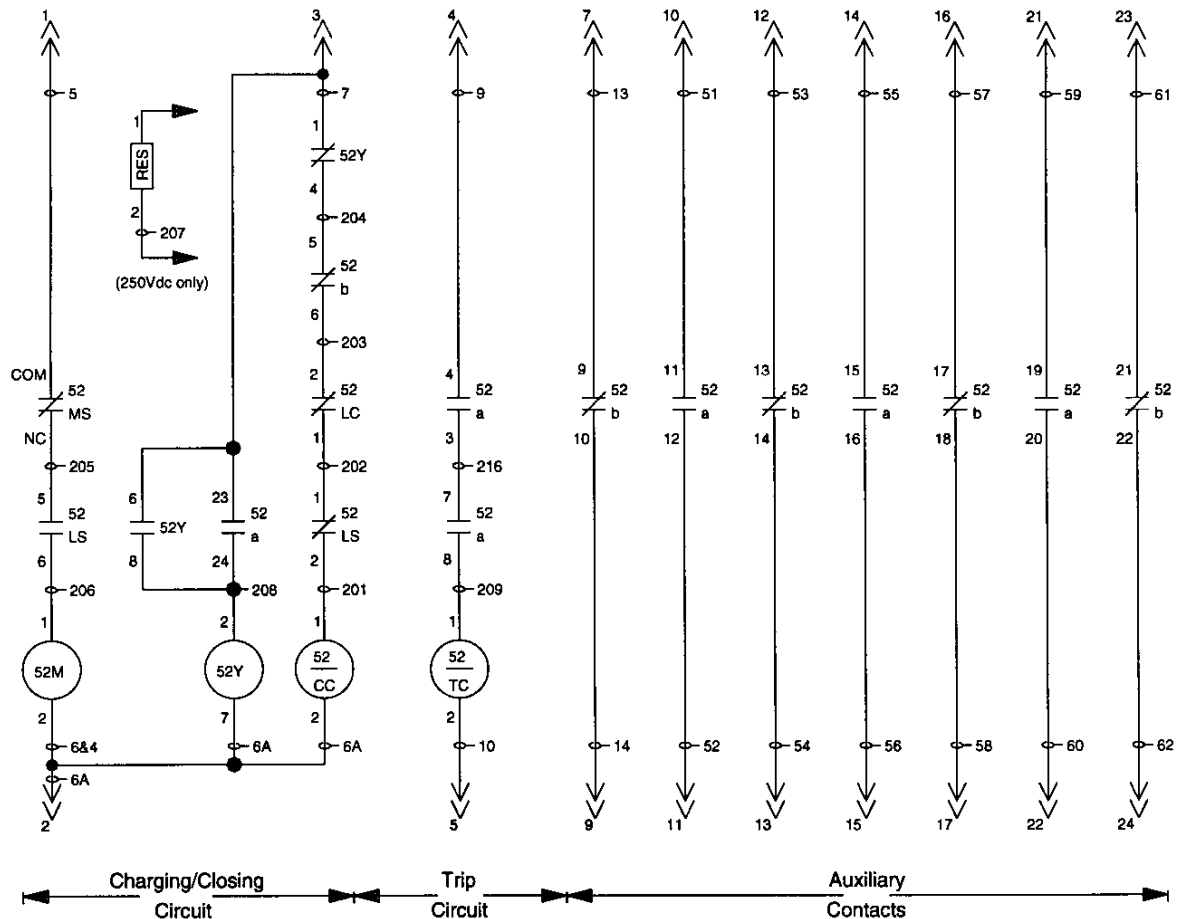 1 3 4 7 10 12 14 16 21 23
5 7 9 13 51 53 55 57 59 61
1 1 52Y
RES
4
2 204
207 5
(250Vdc only) 52
b
6
203
COM 2 4 9 11 13 15 17 19 21
52 52 52 52 52 52 52 52 52 52
MS LC a b a b a b a b
NC 1 3 10 12 14 16 18 20 22
205 202 216
5 6 23 1 7
52 52Y 52 52 52
LS a LS a
6 8 24 2 8
206 208 201 209
1 2 1 1
52M 52Y 52 52
CC TC
2 7 2 2
6&4 6A 6A 10 14 52 54 56 58 60 62
6A
2 5 9 11 13 15 17 22 24
Charging/Closing Trip Auxiliary
Circuit Circuit Contacts